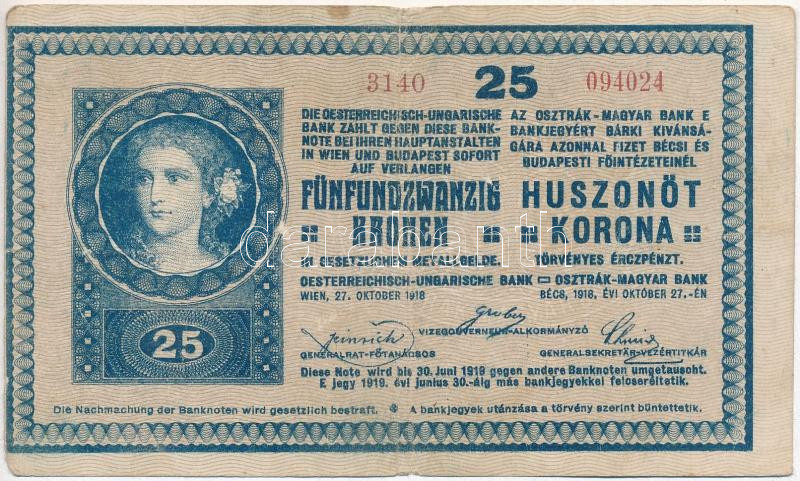 3140 25 094024
DIE OESTERREICHISCH-UNGARISCHE
BANK ZAHLT GEGEN DIESE BANK-
NOTE BEI IHREN HAUPTANSTALTEN
IN WIEN UND BUDAPEST SOFORT
AUF VERLANGEN
FÜNFUNDZWANZIG
KRONEN
IN GESETZLICHEM METALLGELDE.
OESTERREICHISCH-UNGARISCHE BANK
WIEN, 27. OKTOBER 1918
AZ OSZTRÁK-MAGYAR BANK E
BANKJEGYÉRT BÁRKI KIVÁNSÁ-
GÁRA AZONNAL FIZET BÉCSI ÉS
BUDAPESTI FŐINTÉZETEINÉL
HUSZONÖT
KORONA
TÖRVÉNYES ÉRCZPÉNZT.
OSZTRÁK-MAGYAR BANK
BÉCS, 1918. ÉVI OKTOBER 27.-ÉN
darabanth
25
VIZEGOUVERNEUR-ALKORMÁNYZÓ
GENERALRAT-FŐTANÁCSOS
GENERALSEKRETÄR-VEZÉRTITKÁR
Diese Note wird bis 30. Juni 1919 gegen andere Banknoten umgetauscht.
E jegy 1919. évi junius 30.-áig más bankjegyekkel felcseréltetik.
Die Nachmachung der Banknoten wird gesetzlich bestraft. A bankjegyek utánzása a törvény szerint büntettetik.